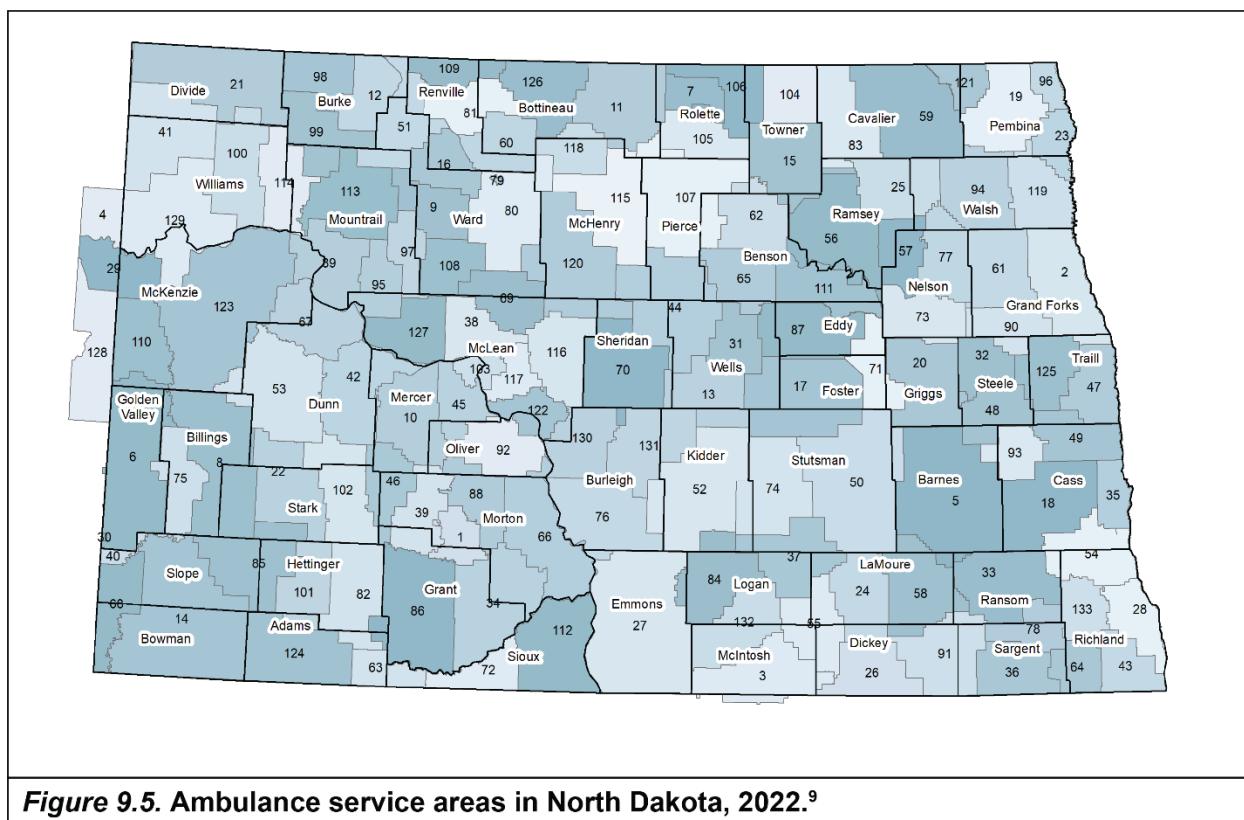 98
109
126
7
106
104
121
96
Divide
21
Burke
12
Renville
81
Bottineau
11
Rolette
Towner
Cavalier
59
19
Pembina
41
99
51
60
105
83
23
100
16
118
15
Williams
114
113
79
115
107
25
94
119
4
129
Mountrail
9
Ward
80
McHenry
Pierce
62
Ramsey
56
Walsh
29
89
97
108
120
Benson
65
57
77
61
2
McKenzie
123
95
69
111
Nelson
Grand Forks
67
127
38
44
87
Eddy
73
90
128
110
McLean
116
Sheridan
70
31
Wells
20
32
Traill
53
42
103
117
13
17
Foster
71
Griggs
Steele
125
47
Golden
Valley
Dunn
Mercer
10
45
122
48
6
Billings
8
75
Oliver
92
130
131
Kidder
Stutsman
93
49
22
102
46
88
Burleigh
52
74
50
Barnes
5
Cass
18
35
Stark
39
1
Morton
66
76
30
40
85
Hettinger
37
LaMoure
54
Slope
101
82
Grant
86
34
Emmons
27
84
Logan
24
58
33
Ransom
133
28
68
14
Bowman
Adams
124
63
112
Sioux
72
132
55
McIntosh
3
Dickey
26
91
78
Sargent
36
Richland
64
43
Figure 9.5. Ambulance service areas in North Dakota, 2022.⁹